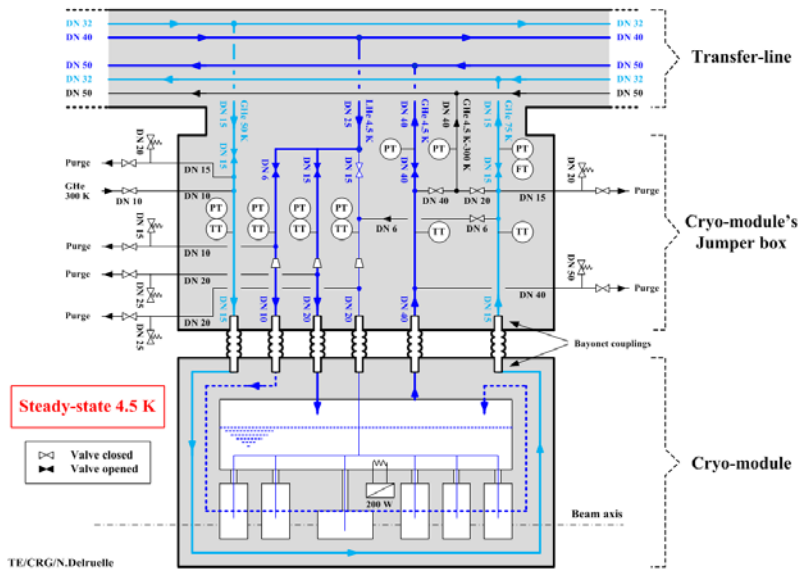 DN 32 DN 32
DN 40 DN 40
DN 50 DN 50
DN 32 DN 32
DN 50 DN 50
Transfer-line
DN 15 GHe 50 K
DN 25 LHe 4.5 K
DN 40 GHe 4.5 K
DN 40 GHe 4.5 K-300 K
DN 15 GHe 75 K
DN 20
DN 15
DN 6
DN 15
DN 15
DN 40
DN 15
DN 20
PT PT PT
FT
Purge DN 15
GHe 300 K DN 10 DN 10
DN 40 DN 20 DN 15 Purge
PT PT PT PT
TT TT TT TT TT TT
DN 15
DN 6 DN 6
Purge DN 10
Purge DN 20
DN 25
DN 50
Purge DN 20
DN 25
DN 40 Purge
DN 15 DN 10 DN 20 DN 20 DN 40 DN 15
Cryo-module's
Jumper box
Bayonet couplings
Steady-state 4.5 K
Valve closed
Valve opened
200 W
Cryo-module
Beam axis
TE/CRG/N.Delruelle